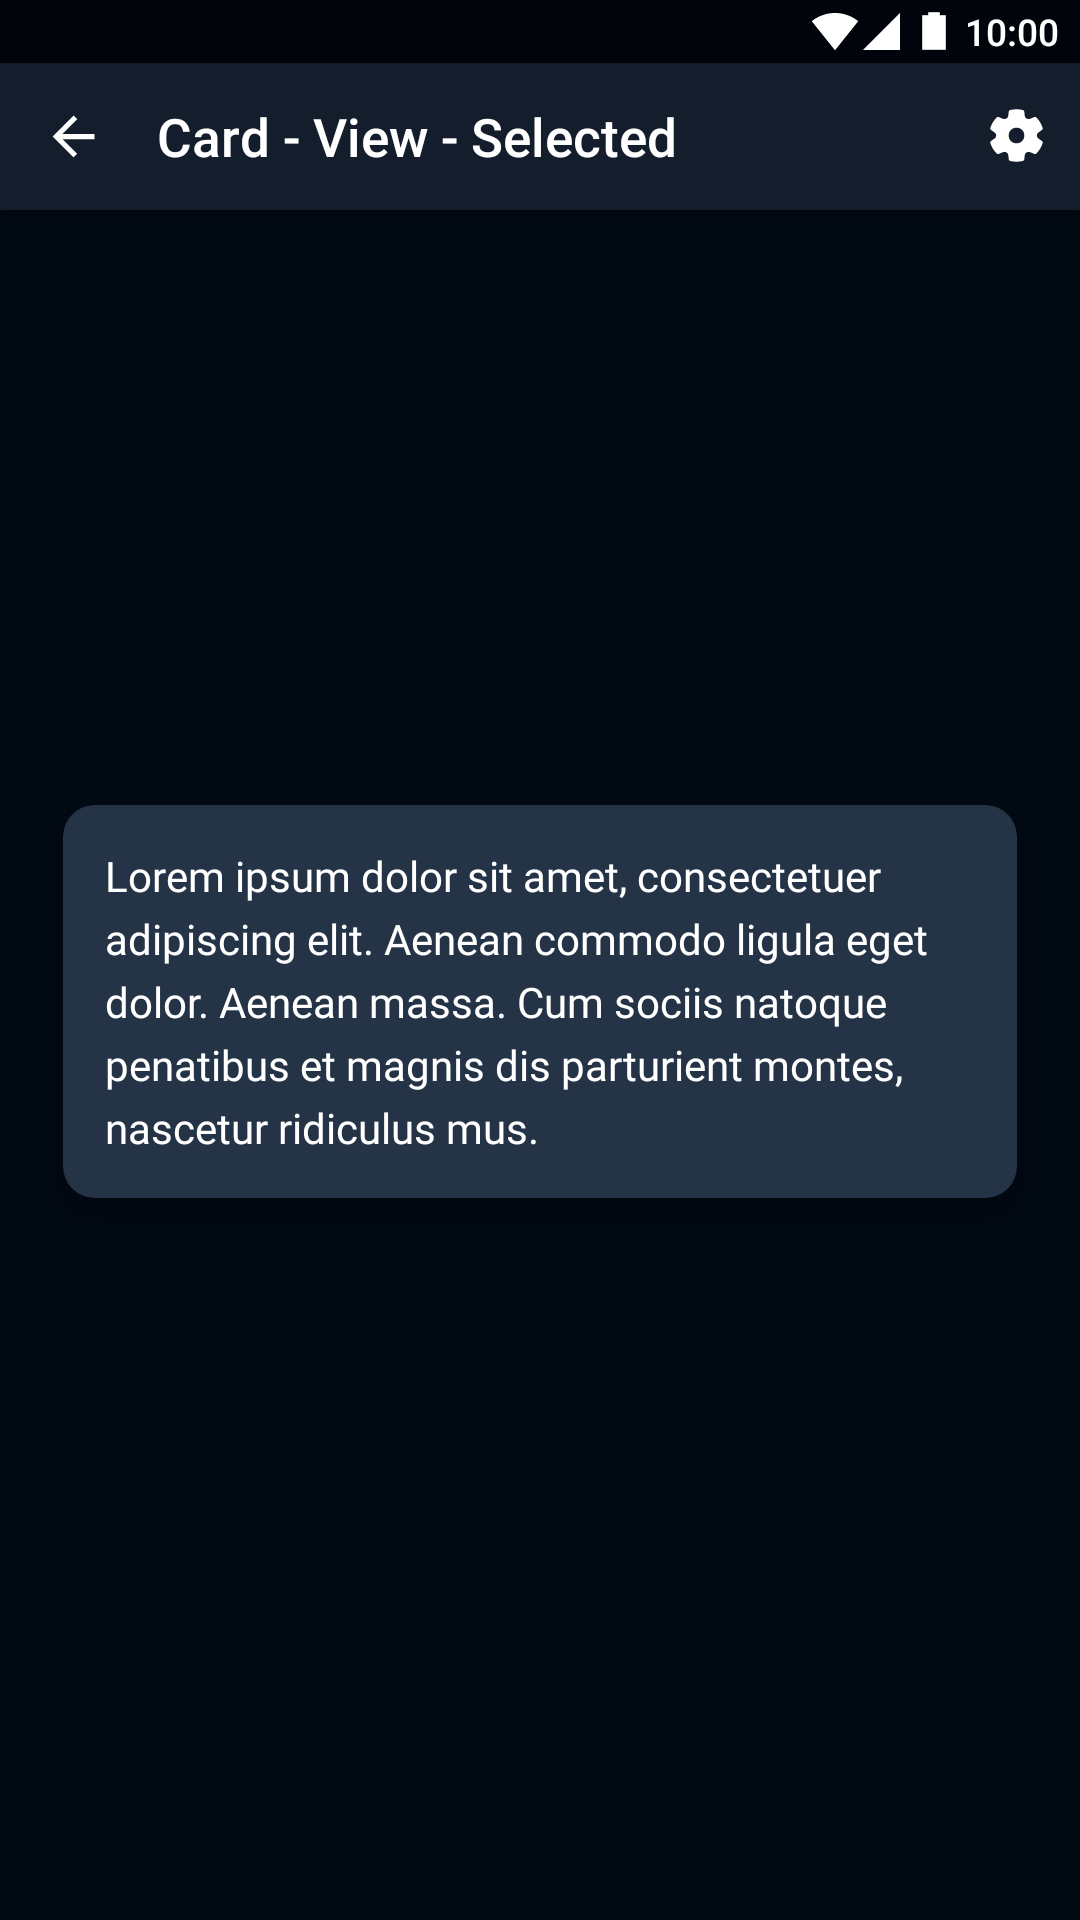 10:00
Card - View - Selected
Lorem ipsum dolor sit amet, consectetuer
adipiscing elit. Aenean commodo ligula eget
dolor. Aenean massa. Cum sociis natoque
penatibus et magnis dis parturient montes,
nascetur ridiculus mus.